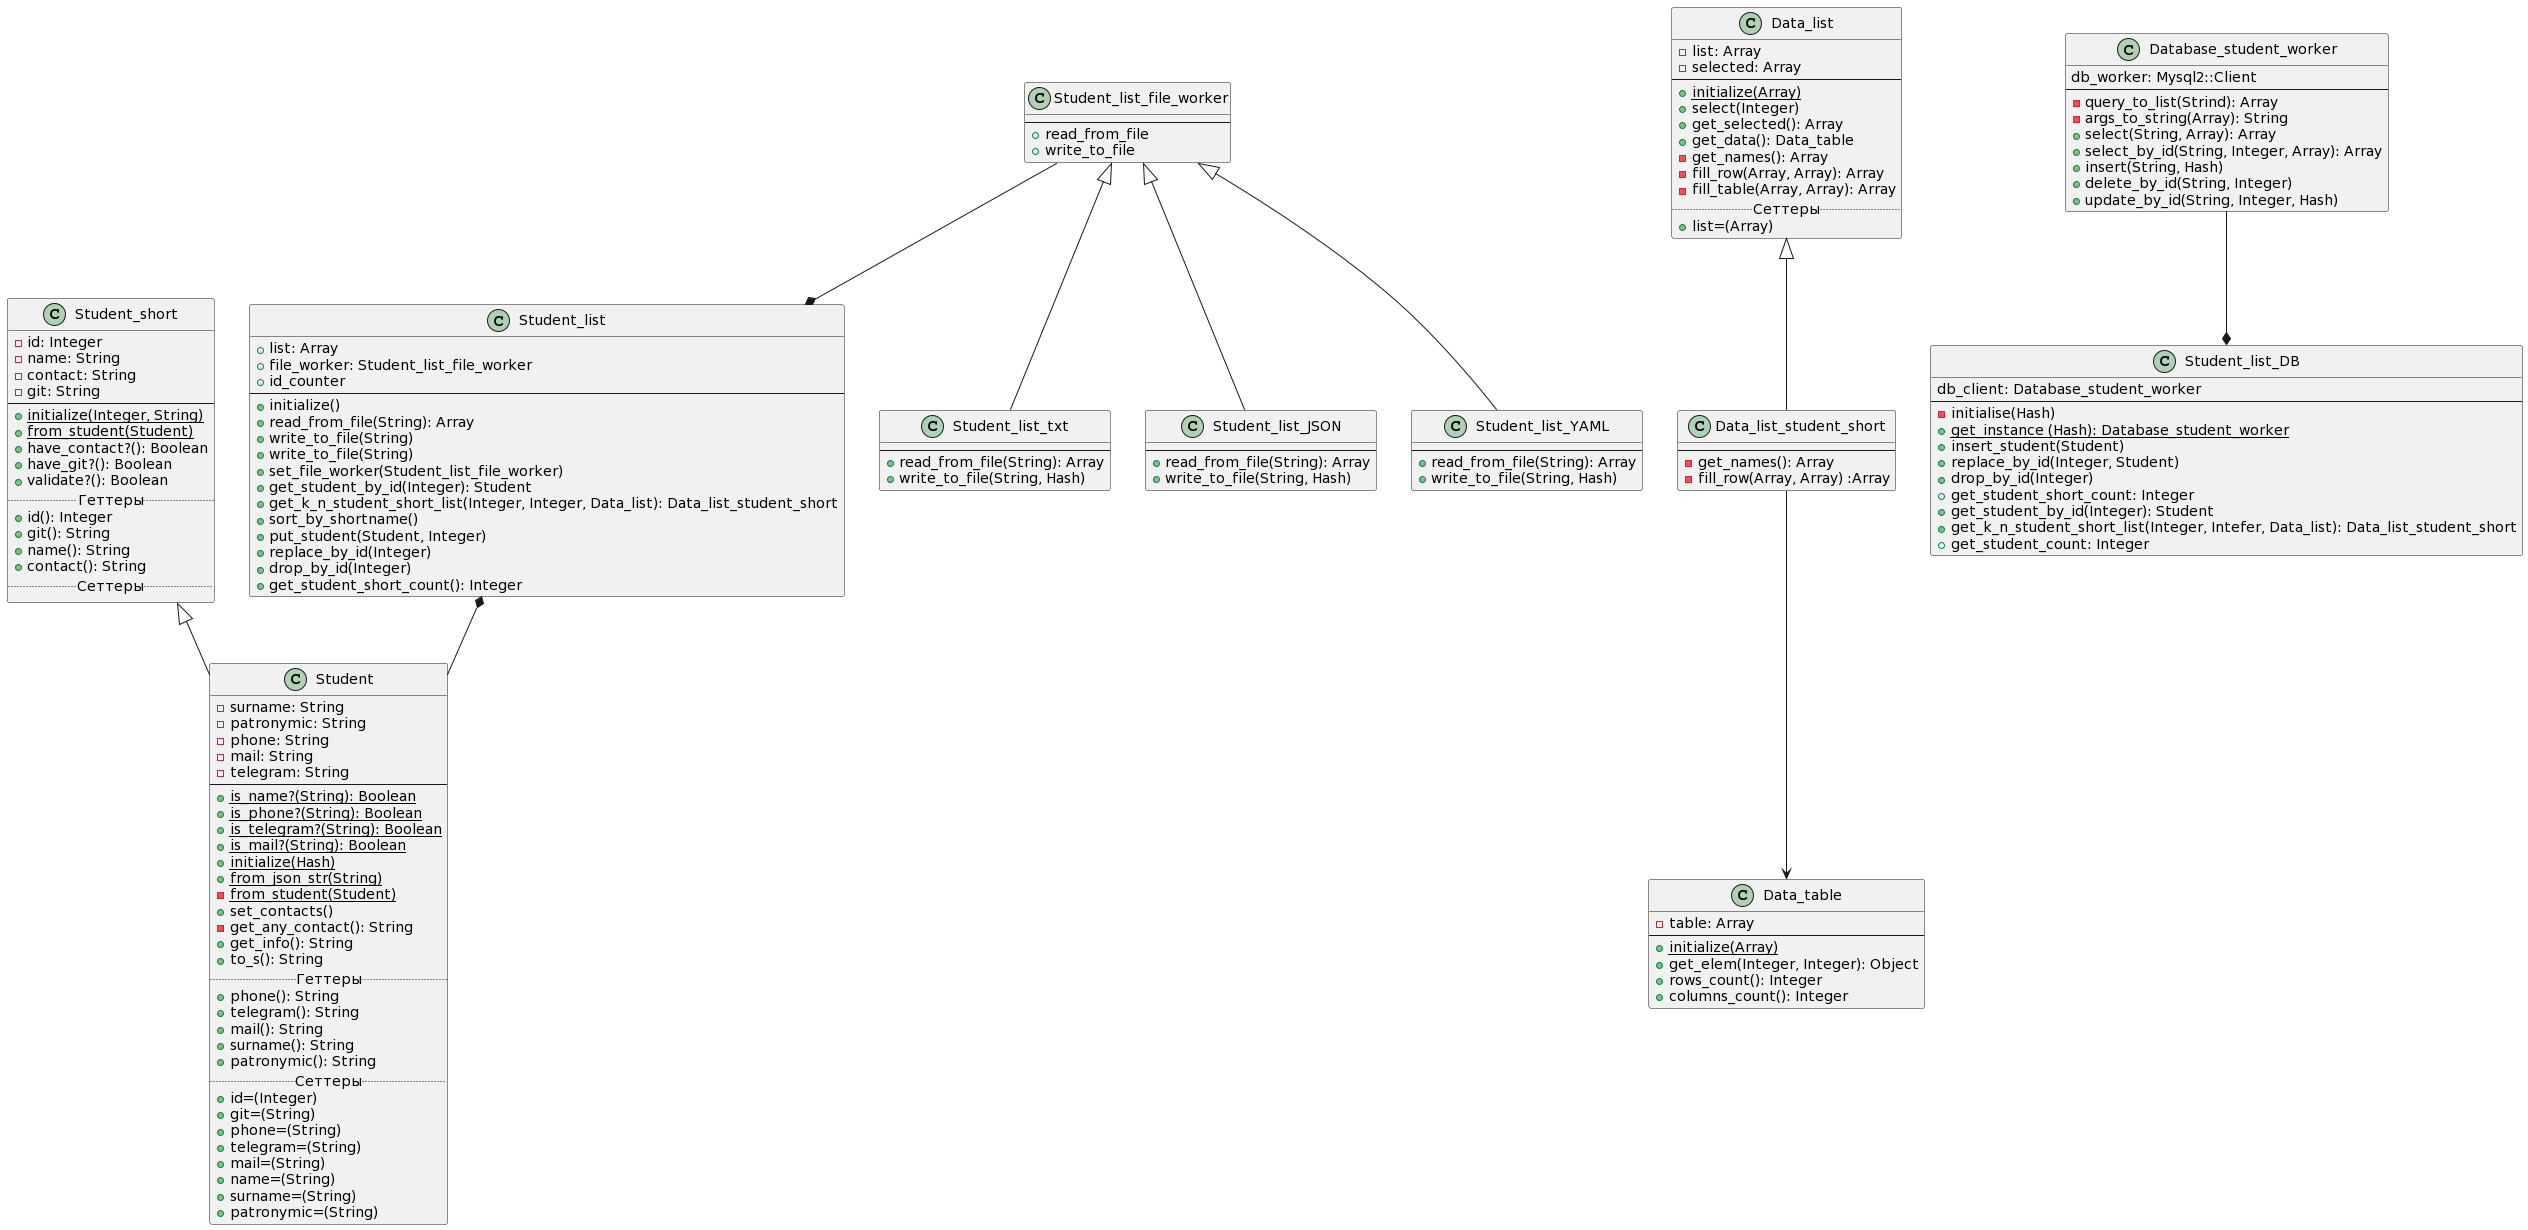 C Student_short
id: Integer
name: String
contact: String
git: String
initialize(Integer, String)
from_student(Student)
have_contact?(): Boolean
have_git?(): Boolean
validate?(): Boolean
Геттеры
id(): Integer
git(): String
name(): String
contact(): String
Сеттеры
C Student_list
list: Array
file_worker: Student_list_file_worker
id_counter
initialize()
read_from_file(String): Array
write_to_file(String)
write_to_file(String)
set_file_worker(Student_list_file_worker)
get_student_by_id(Integer): Student
get_k_n_student_short_list(Integer, Integer, Data_list): Data_list_student_short
sort_by_shortname()
put_student(Student, Integer)
replace_by_id(Integer)
drop_by_id(Integer)
get_student_short_count(): Integer
C Student
surname: String
patronymic: String
phone: String
mail: String
telegram: String
is_name?(String): Boolean
is_phone?(String): Boolean
is_telegram?(String): Boolean
is_mail?(String): Boolean
initialize(Hash)
from_json_str(String)
from_student(Student)
set_contacts()
get_any_contact(): String
get_info(): String
to_s(): String
Геттеры
phone(): String
telegram(): String
mail(): String
surname(): String
patronymic(): String
Сеттеры
id=(Integer)
git=(String)
phone=(String)
telegram=(String)
mail=(String)
name=(String)
surname=(String)
patronymic=(String)
C Student_list_file_worker
read_from_file
write_to_file
C Student_list_txt
read_from_file(String): Array
write_to_file(String, Hash)
C Student_list_JSON
read_from_file(String): Array
write_to_file(String, Hash)
C Student_list_YAML
read_from_file(String): Array
write_to_file(String, Hash)
C Data_list
list: Array
selected: Array
initialize(Array)
select(Integer)
get_selected(): Array
get_data(): Data_table
get_names(): Array
fill_row(Array, Array): Array
fill_table(Array, Array): Array
Сеттеры
list=(Array)
C Data_list_student_short
get_names(): Array
fill_row(Array, Array) :Array
C Data_table
table: Array
initialize(Array)
get_elem(Integer, Integer): Object
rows_count(): Integer
columns_count(): Integer
C Database_student_worker
db_worker: Mysql2::Client
query_to_list(Strind): Array
args_to_string(Array): String
select(String, Array): Array
select_by_id(String, Integer, Array): Array
insert(String, Hash)
delete_by_id(String, Integer)
update_by_id(String, Integer, Hash)
C Student_list_DB
db_client: Database_student_worker
initialise(Hash)
get_instance (Hash): Database_student_worker
insert_student(Student)
replace_by_id(Integer, Student)
drop_by_id(Integer)
get_student_short_count: Integer
get_student_by_id(Integer): Student
get_k_n_student_short_list(Integer, Intefer, Data_list): Data_list_student_short
get_student_count: Integer